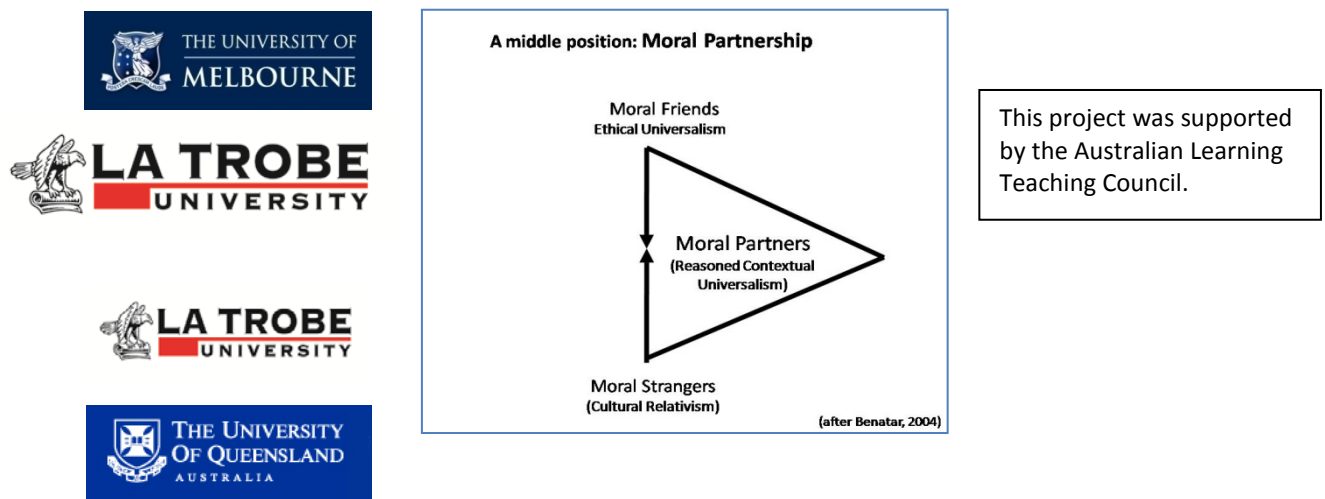 THE UNIVERSITY OF
MELBOURNE
LA TROBE
UNIVERSITY
LA TROBE
UNIVERSITY
THE UNIVERSITY
OF QUEENSLAND
AUSTRALIA
A middle position: Moral Partnership
Moral Friends
Ethical Universalism
Moral Partners
(Reasoned Contextual
Universalism)
Moral Strangers
(Cultural Relativism)
(after Benatar, 2004)
This project was supported
by the Australian Learning
Teaching Council.